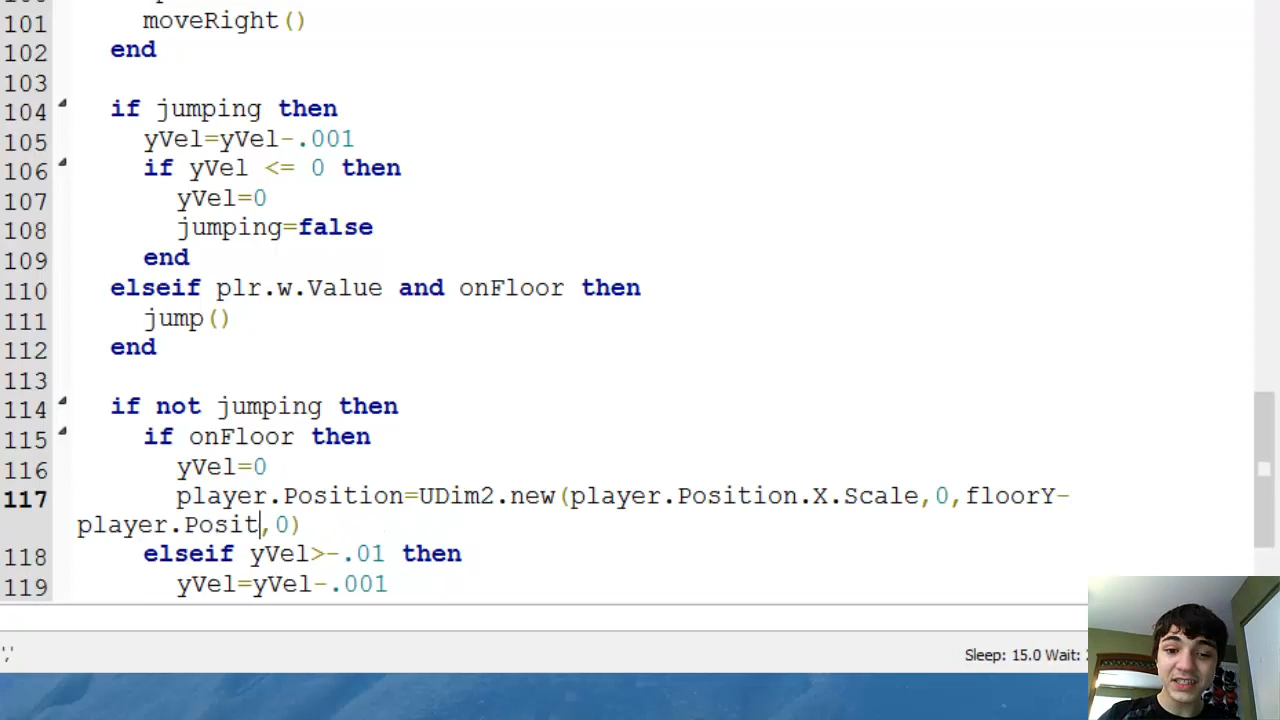 101 moveRight()
102 end
103
104 if jumping then
105 yVel=yVel-.001
106 if yVel <= 0 then
107 yVel=0
108 jumping=false
109 end
110 elseif plr.w.Value and onFloor then
111 jump()
112 end
113
114 if not jumping then
115 if onFloor then
116 yVel=0
117 player.Position=UDim2.new(player.Position.X.Scale,0,floorY-
player.Posit,0)
118 elseif yVel>-.01 then
119 yVel=yVel-.001
','
Sleep: 15.0 Wait: